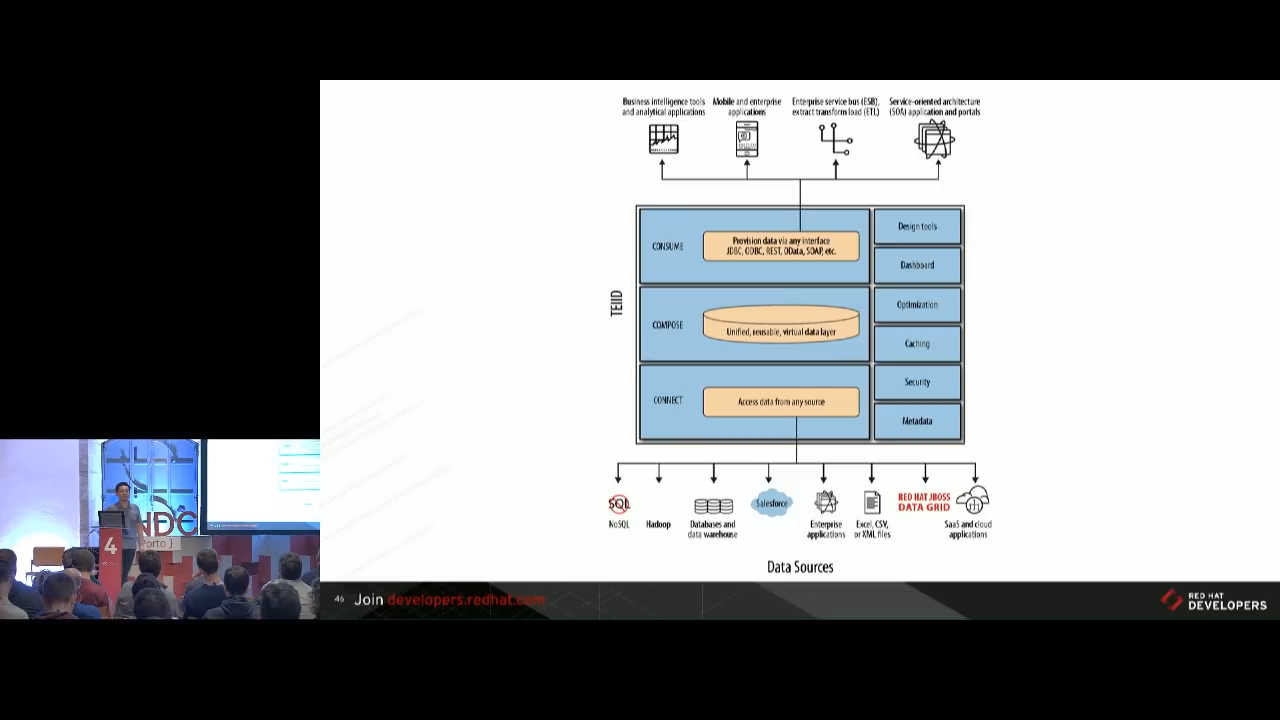 Business intelligence tools
and analytical applications
Mobile and enterprise
applications
Enterprise service bus (ESB),
extract transform load (ETL)
Service-oriented architecture
(SOA) application and portals
TEIID
CONSUME
Provision data via any interface
JDBC, ODBC, REST, OData, SOAP, etc.
COMPOSE
Unified, reusable, virtual data layer
CONNECT
Access data from any source
Design tools
Dashboard
Optimization
Caching
Security
Metadata
SQL
NoSQL
Hadoop
Databases and
data warehouse
Salesforce
Enterprise
applications
Excel, CSV,
or XML files
RED HAT JBOSS
DATA GRID
SaaS and cloud
applications
Data Sources
46 Join developers.redhat.com
RED HAT
DEVELOPERS
NDC
Porto }
4